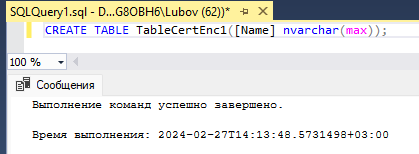 SQLQuery1.sql - D...G8OBH6\Lubov (62))*
CREATE TABLE TableCertEnc1([Name] nvarchar(max));
100 %
Сообщения
Выполнение команд успешно завершено.
Время выполнения: 2024-02-27T14:13:48.5731498+03:00